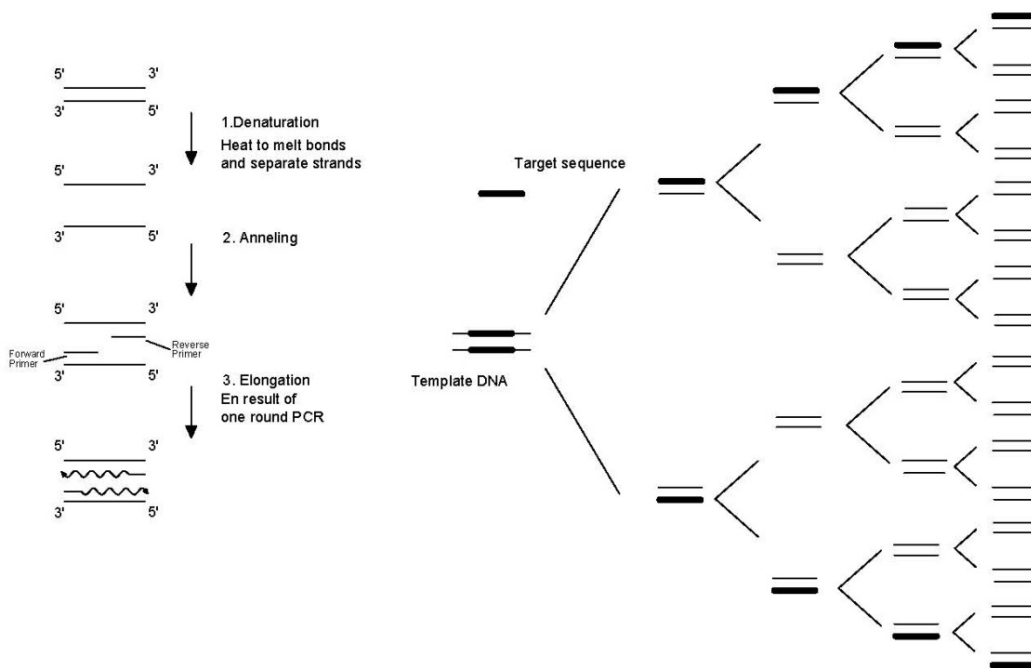 5' 3'
3' 5'
1.Denaturation
Heat to melt bonds
and separate strands
5' 3'
3' 5'
2. Anneling
5' 3'
Forward
Primer
Reverse
Primer
3' 5'
3. Elongation
En result of
one round PCR
5' 3'
3' 5'
Target sequence
Template DNA